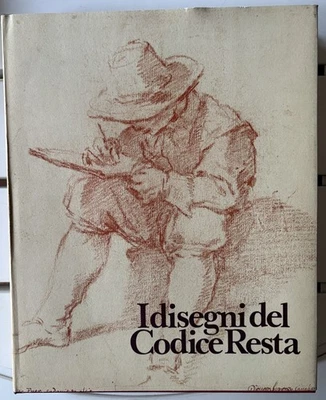 I disegni del
Codice Resta